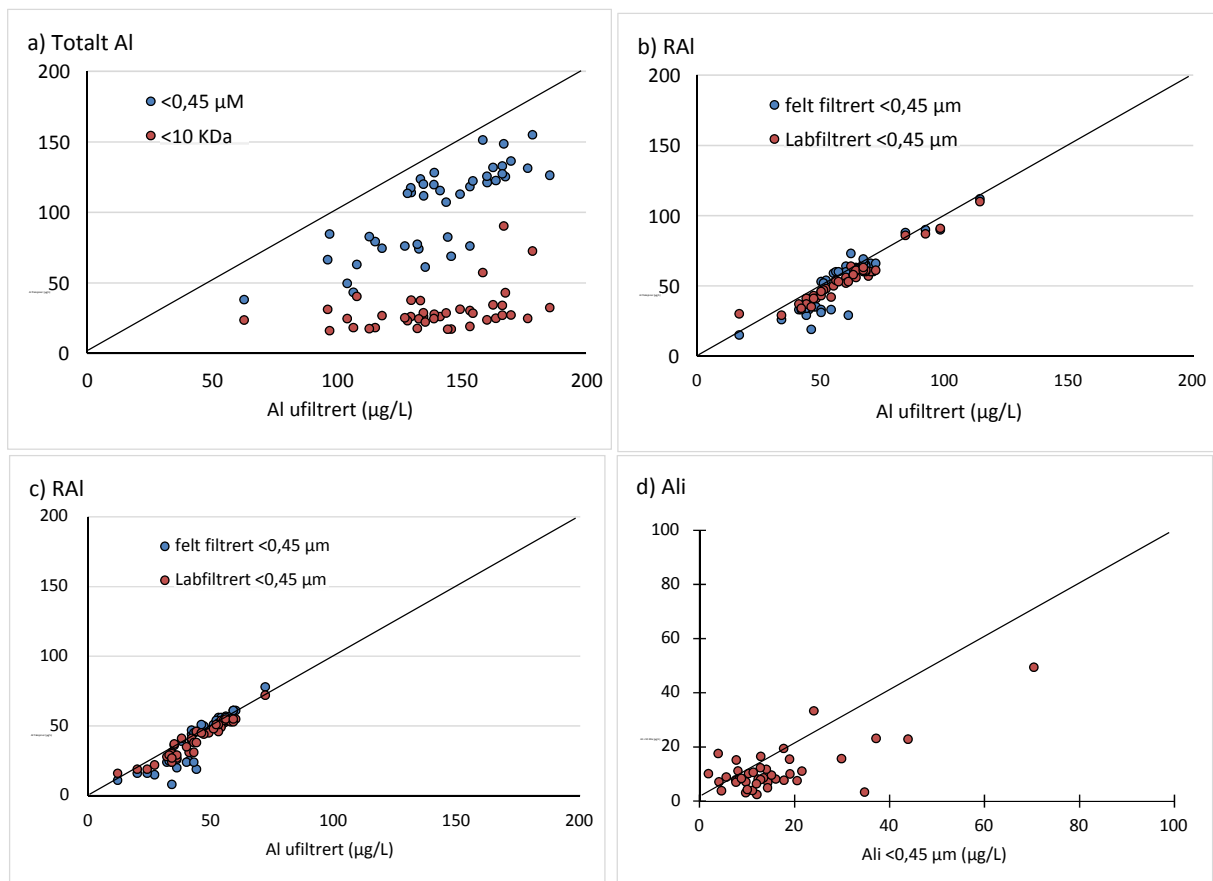 a) Totalt Al
200
<0,45 µM
<10 KDa
150
100
50
0
0 50 100 150 200
Al ufiltrert (µg/L)
b) RAl
200
felt filtrert <0,45 µm
Labfiltrert <0,45 µm
150
100
50
0
0 50 100 150 200
Al ufiltrert (µg/L)
c) RAl
200
felt filtrert <0,45 µm
Labfiltrert <0,45 µm
150
100
50
0
0 50 100 150 200
Al ufiltrert (µg/L)
d) Ali
100
80
60
40
20
0
0 20 40 60 80 100
Ali <0,45 µm (µg/L)